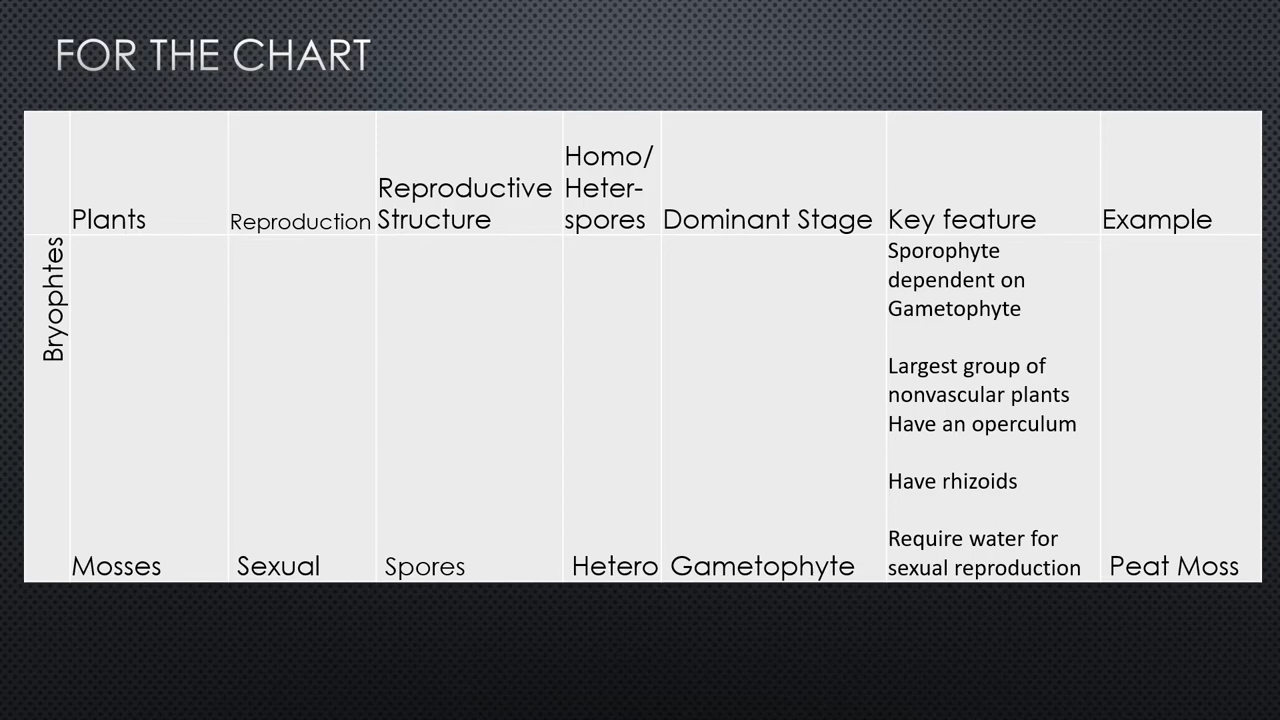 FOR THE CHART
Plants
Reproduction
Reproductive
Structure
Homo/
Heter-
spores
Dominant Stage
Key feature
Example
Bryophtes
Mosses
Sexual
Spores
Hetero
Gametophyte
Sporophyte
dependent on
Gametophyte
Largest group of
nonvascular plants
Have an operculum
Have rhizoids
Require water for
sexual reproduction
Peat Moss